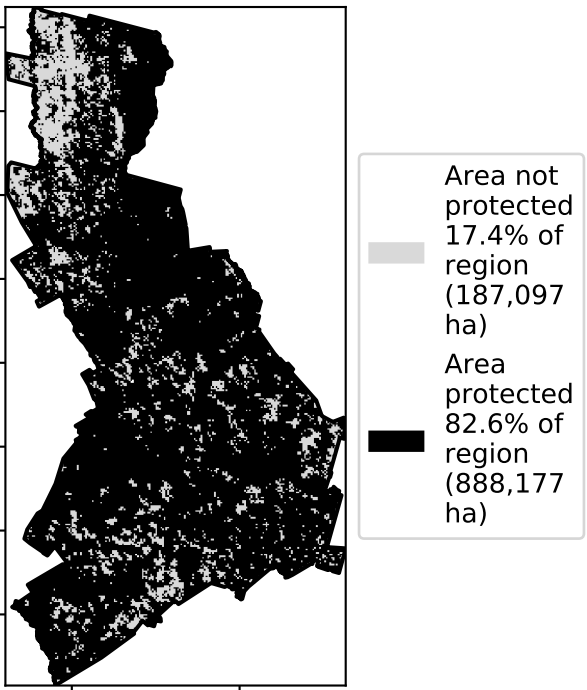 Area not
protected
17.4% of
region
(187,097
ha)
Area
protected
82.6% of
region
(888,177
ha)